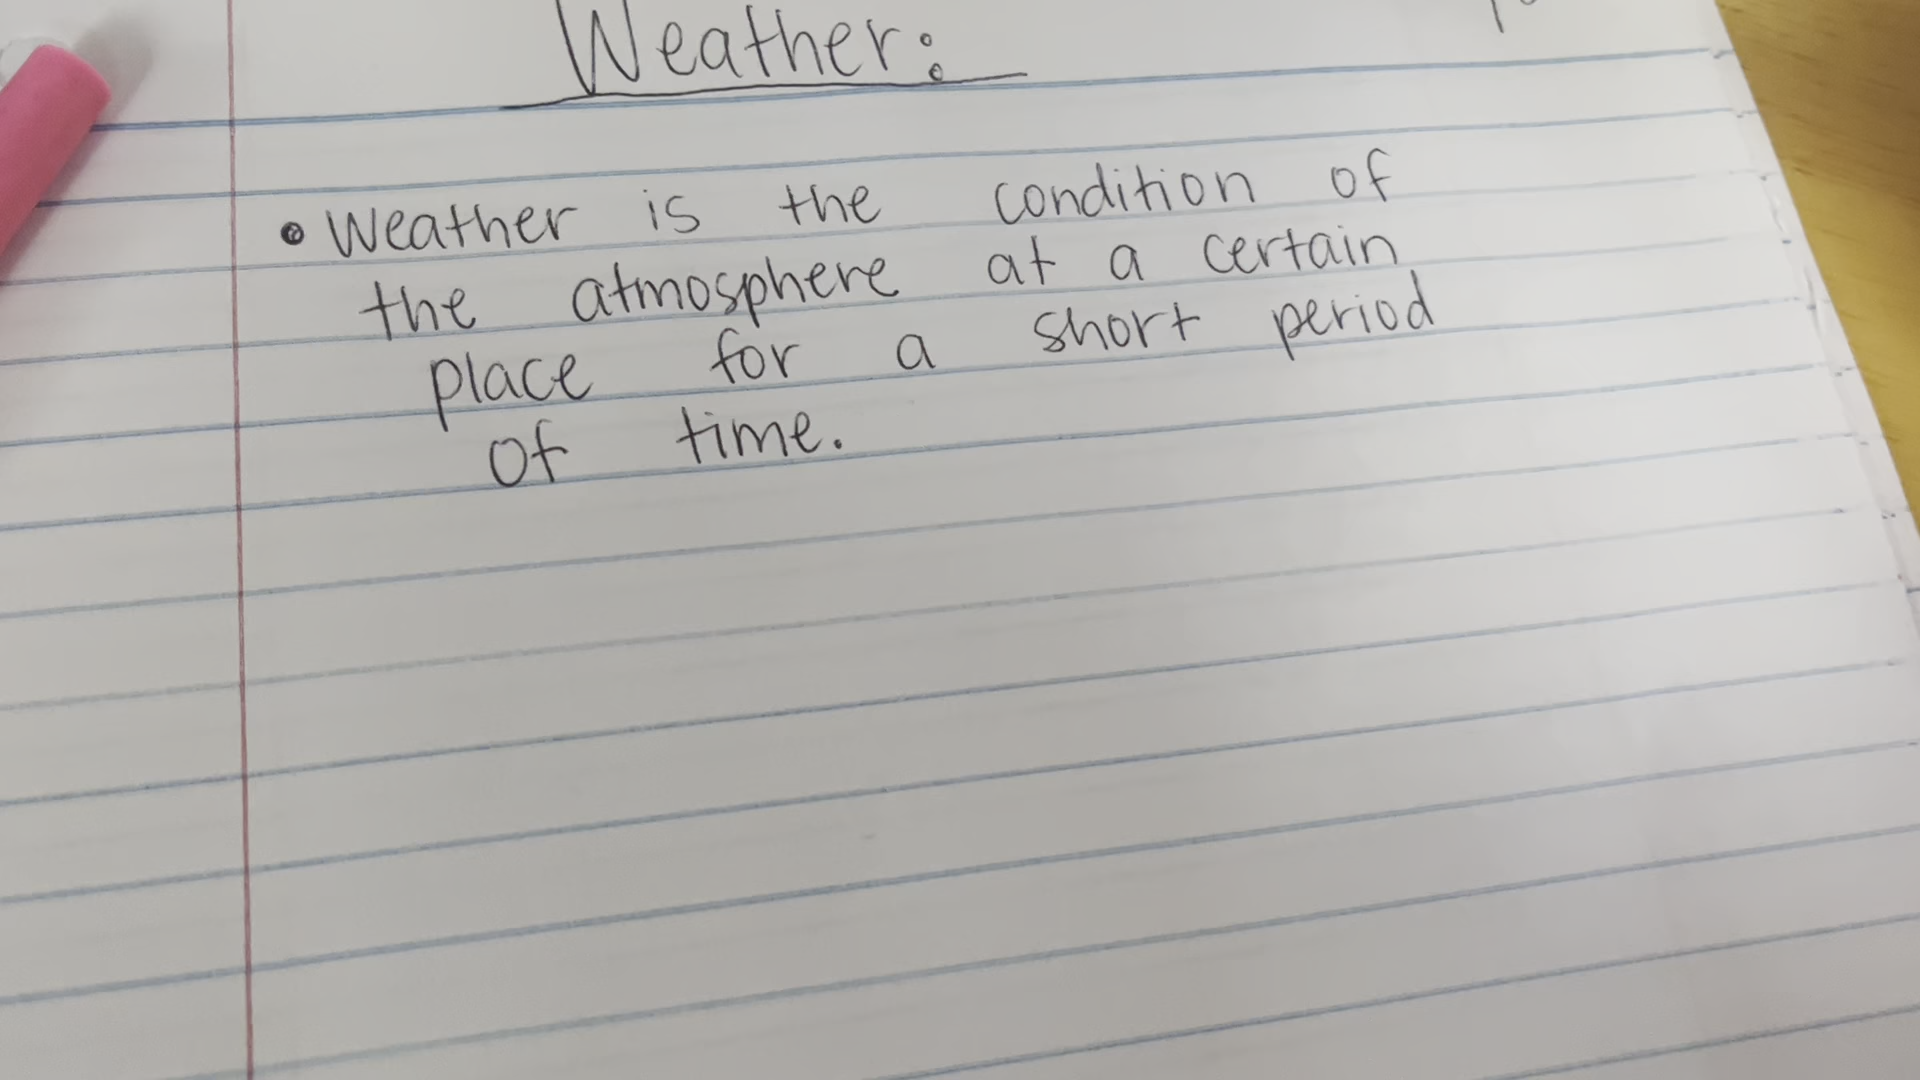 Weather:
• Weather is the condition of
the atmosphere at a certain
place for a short period
of time.